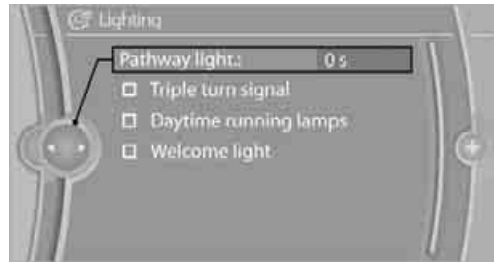 Lighting
Pathway light.: 0 s
Triple turn signal
Daytime running lamps
Welcome light